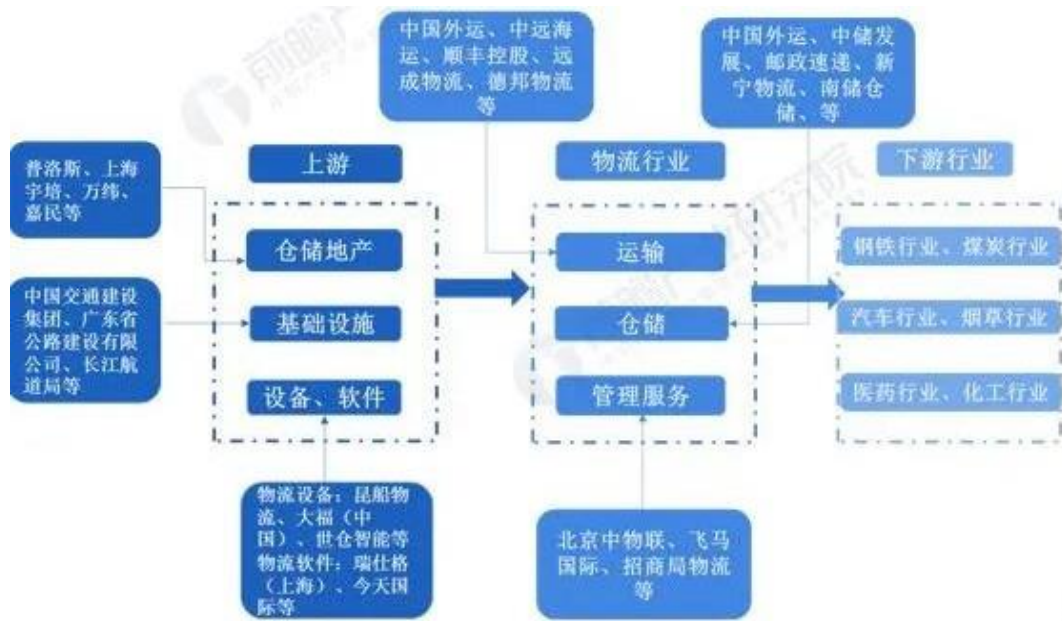 中国外运、中远海
运、顺丰控股、远
成物流、德邦物流
等
中国外运、中储发
展、邮政速递、新
宁物流、南储仓
储、等
普洛斯、上海
宇培、万纬、
嘉民等
上游
物流行业
下游行业
仓储地产
运输
钢铁行业、煤炭行业
中国交通建设
集团、广东省
公路建设有限
公司、长江航
道局等
基础设施
仓储
汽车行业、烟草行业
设备、软件
管理服务
医药行业、化工行业
物流设备：昆船物
流、大福（中
国）、世仓智能等
物流软件：瑞仕格
（上海）、今天国
际等
北京中物联、飞马
国际、招商局物流
等